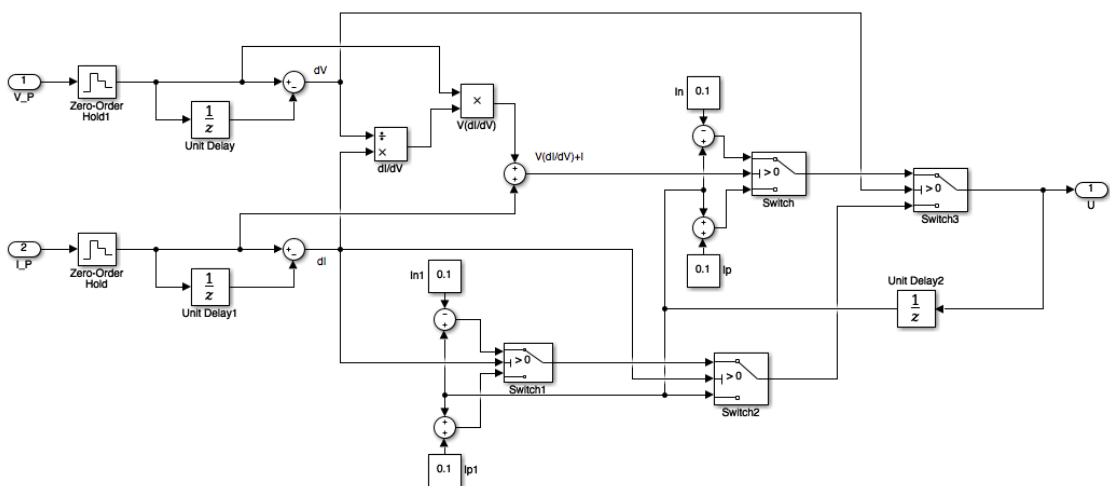 1
V_P
Zero-Order
Hold1
1
z
Unit Delay
+
−
dV
÷
×
dI/dV
×
V(dI/dV)
+
+
V(dI/dV)+I
In
0.1
−
+
> 0
Switch
+
+
0.1
Ip
> 0
Switch3
1
U
2
I_P
Zero-Order
Hold
1
z
Unit Delay1
+
−
dI
In1
0.1
−
+
> 0
Switch1
+
+
0.1
Ip1
> 0
Switch2
Unit Delay2
1
z